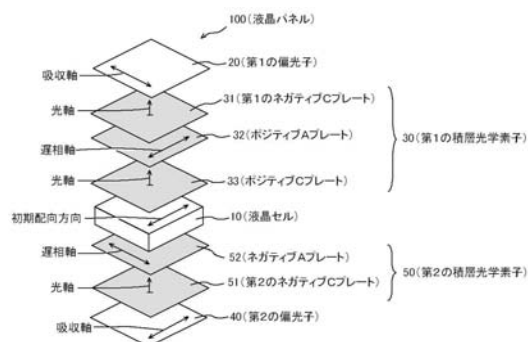 100(液晶パネル)
20(第1の偏光子)
吸収軸
31(第1のネガティブCプレート)
光軸
32(ポジティブAプレート)
30(第1の積層光学素子)
遅相軸
33(ポジティブCプレート)
光軸
初期配向方向
10(液晶セル)
遅相軸
52(ネガティブAプレート)
50(第2の積層光学素子)
光軸
51(第2のネガティブCプレート)
40(第2の偏光子)
吸収軸